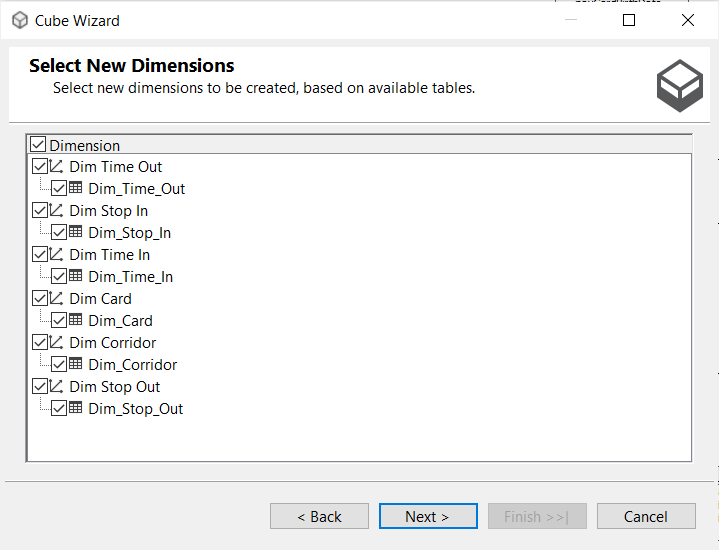 Cube Wizard
Select New Dimensions
Select new dimensions to be created, based on available tables.
Dimension
Dim Time Out
Dim_Time_Out
Dim Stop In
Dim_Stop_In
Dim Time In
Dim_Time_In
Dim Card
Dim_Card
Dim Corridor
Dim_Corridor
Dim Stop Out
Dim_Stop_Out
< Back
Next >
Finish >>|
Cancel